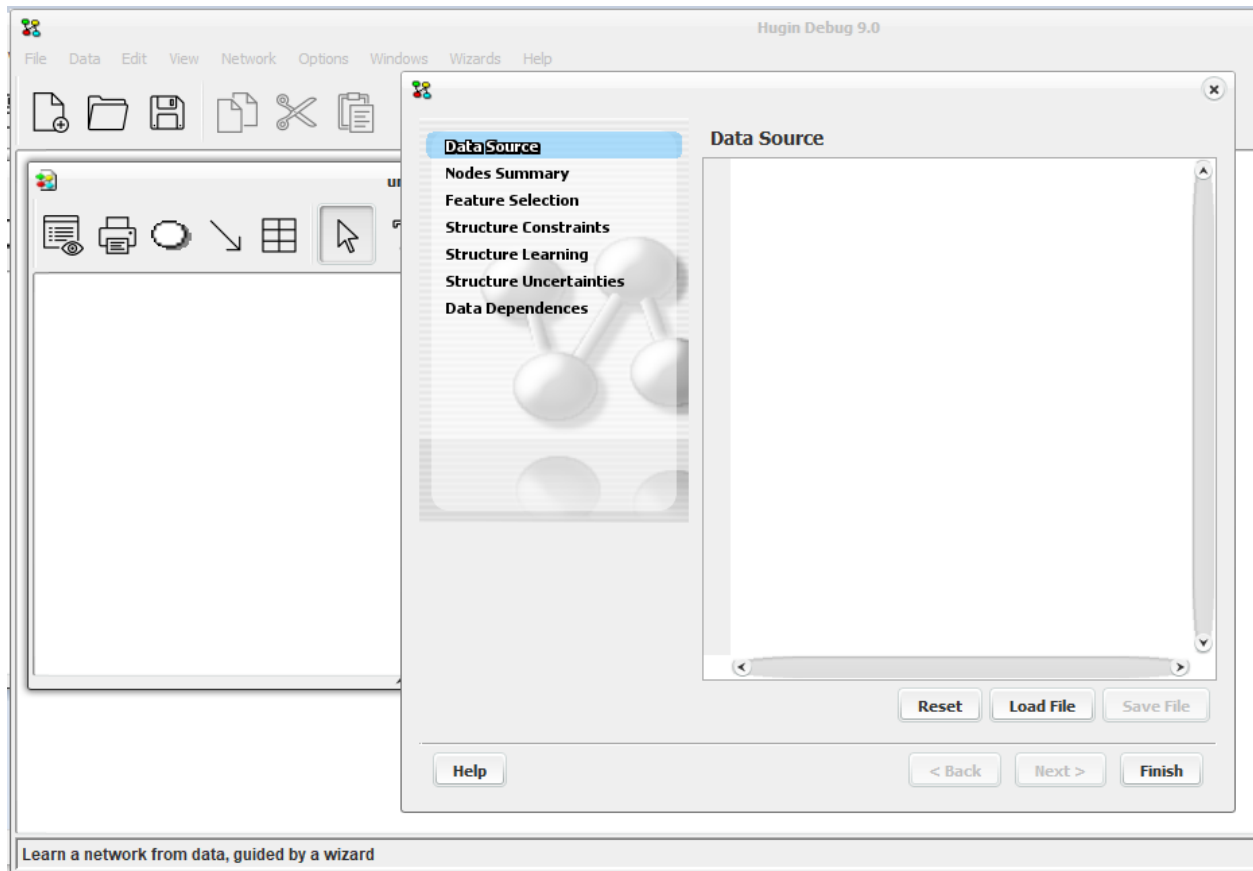 Hugin Debug 9.0
File Data Edit View Network Options Windows Wizards Help
Data Source
Nodes Summary
Feature Selection
Structure Constraints
Structure Learning
Structure Uncertainties
Data Dependences
Data Source
Reset Load File Save File
Help < Back Next > Finish
Learn a network from data, guided by a wizard